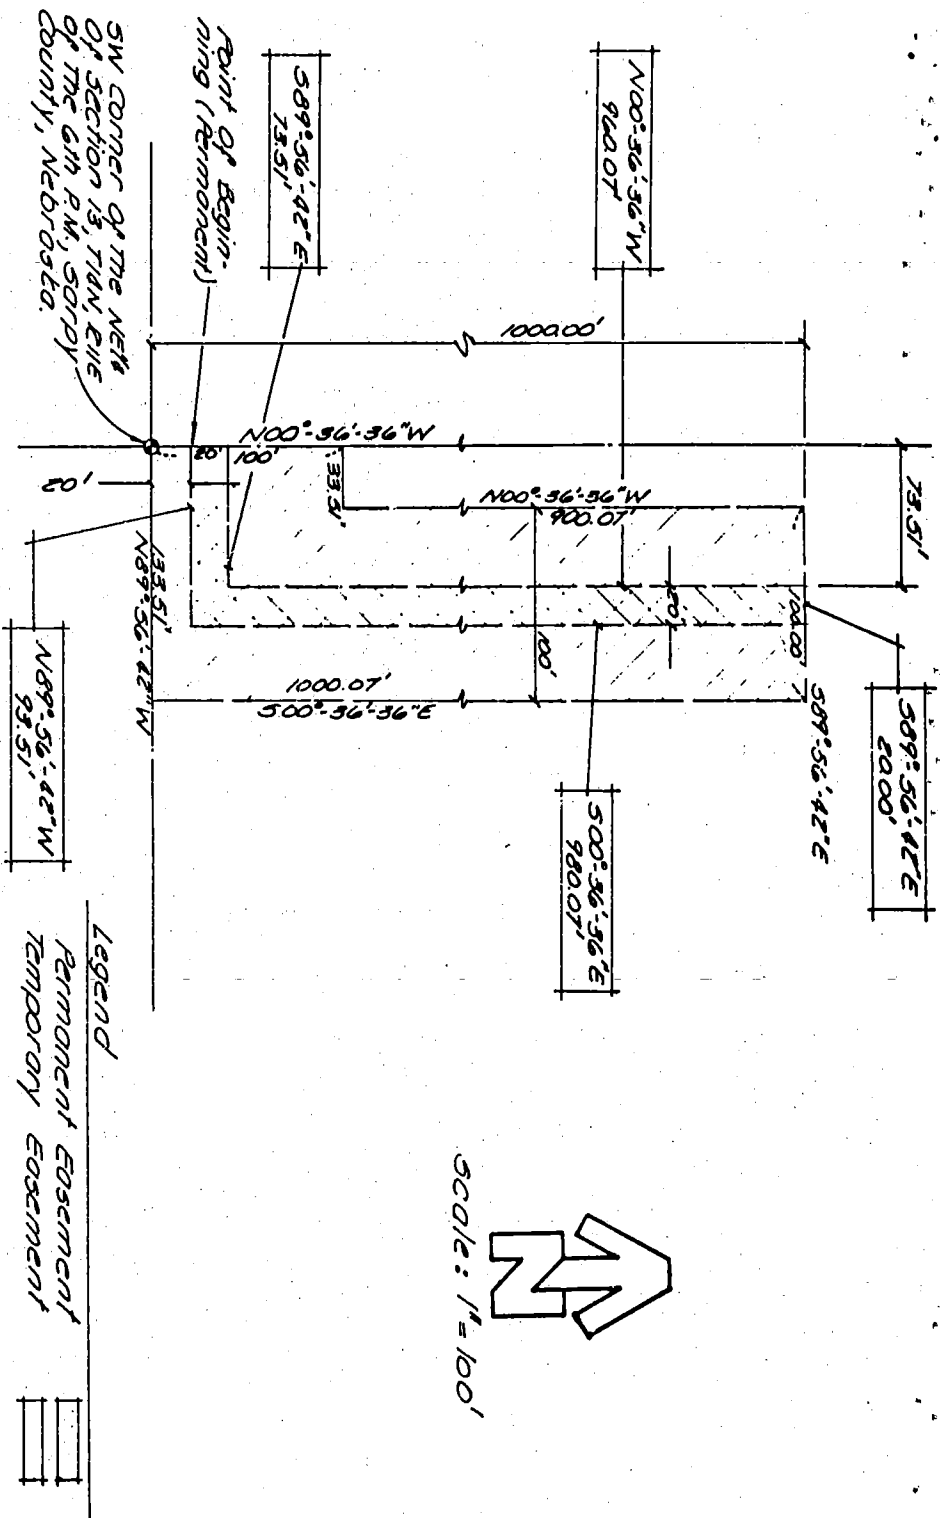 N00°-36'-36"W
960.07'
S89°-56'-42"E
73.51'
Point Of Begin-
ning (Permanent)
SW Corner Of The NE¼
Of Section 13, T14N, R11E
Of The 6th P.M., Sarpy
County, Nebraska.
1000.00'
N00°-36'-36"W
20'
100'
33.51'
20'
N00°-36'-36"W
900.07'
73.51'
20'
100'
100.00'
133.51'
N89°-56'-42"W
1000.07'
S00°-36'-36"E
S89°-56'-42"E
S89°-56'-42"E
20.00'
N89°-56'-42"W
93.51'
S00°-36'-36"E
980.07'
Legend
Permanent Easement
Temporary Easement
N
Scale: 1"=100'